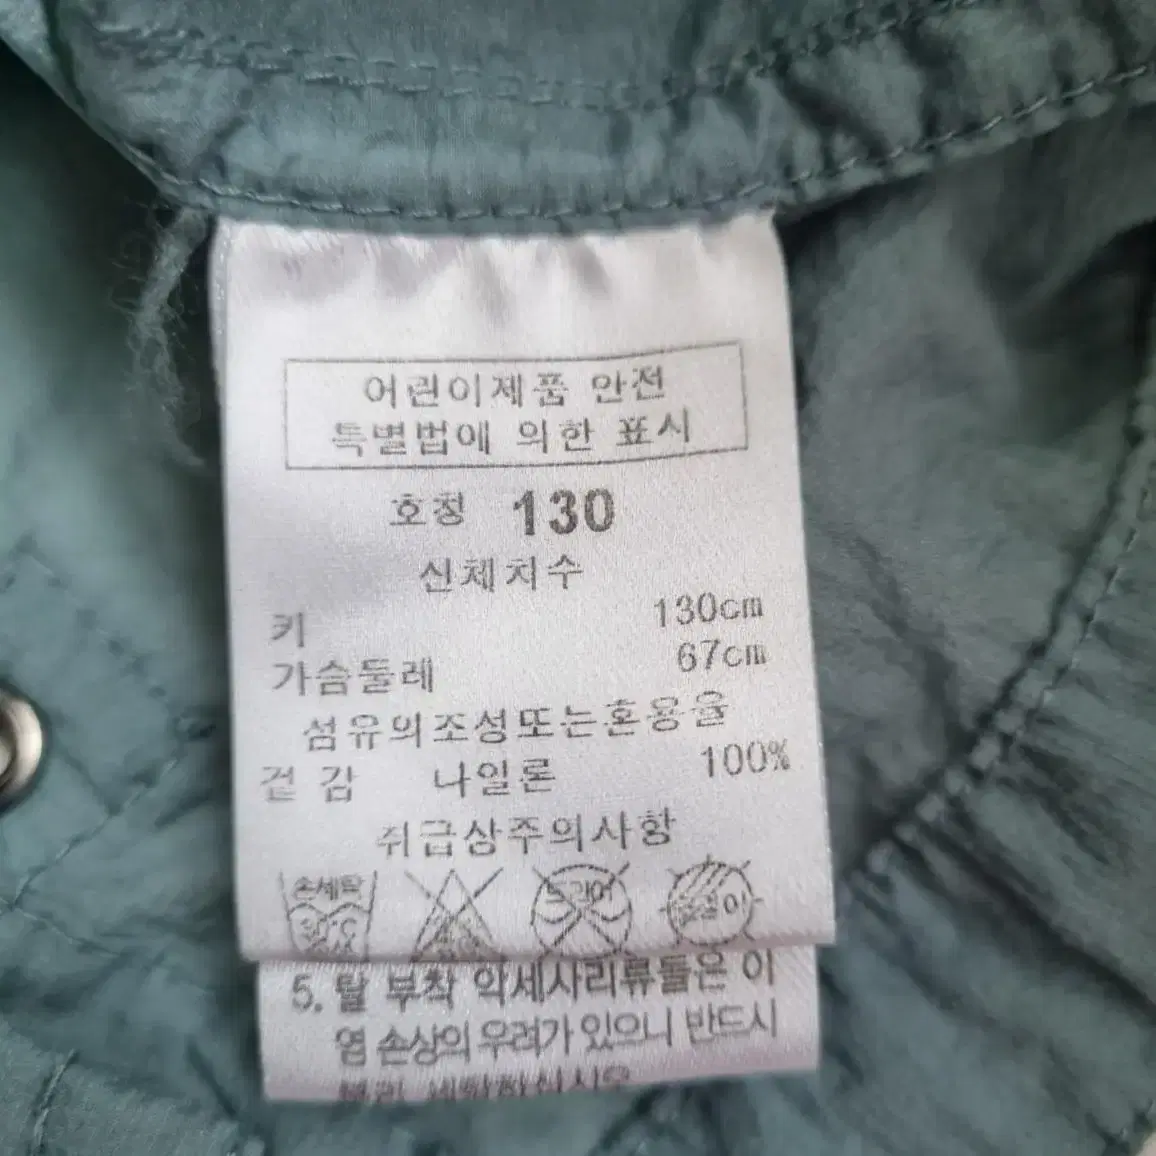 어린이제품 안전
특별법에 의한 표시
호칭 130
신체치수
키 130cm
가슴둘레 67cm
섬유의조성또는혼용율
겉감 나일론 100%
취급상주의사항
손세탁 드라이
5. 탈 부착 악세사리류들은 이
염 손상의 우려가 있으니 반드시